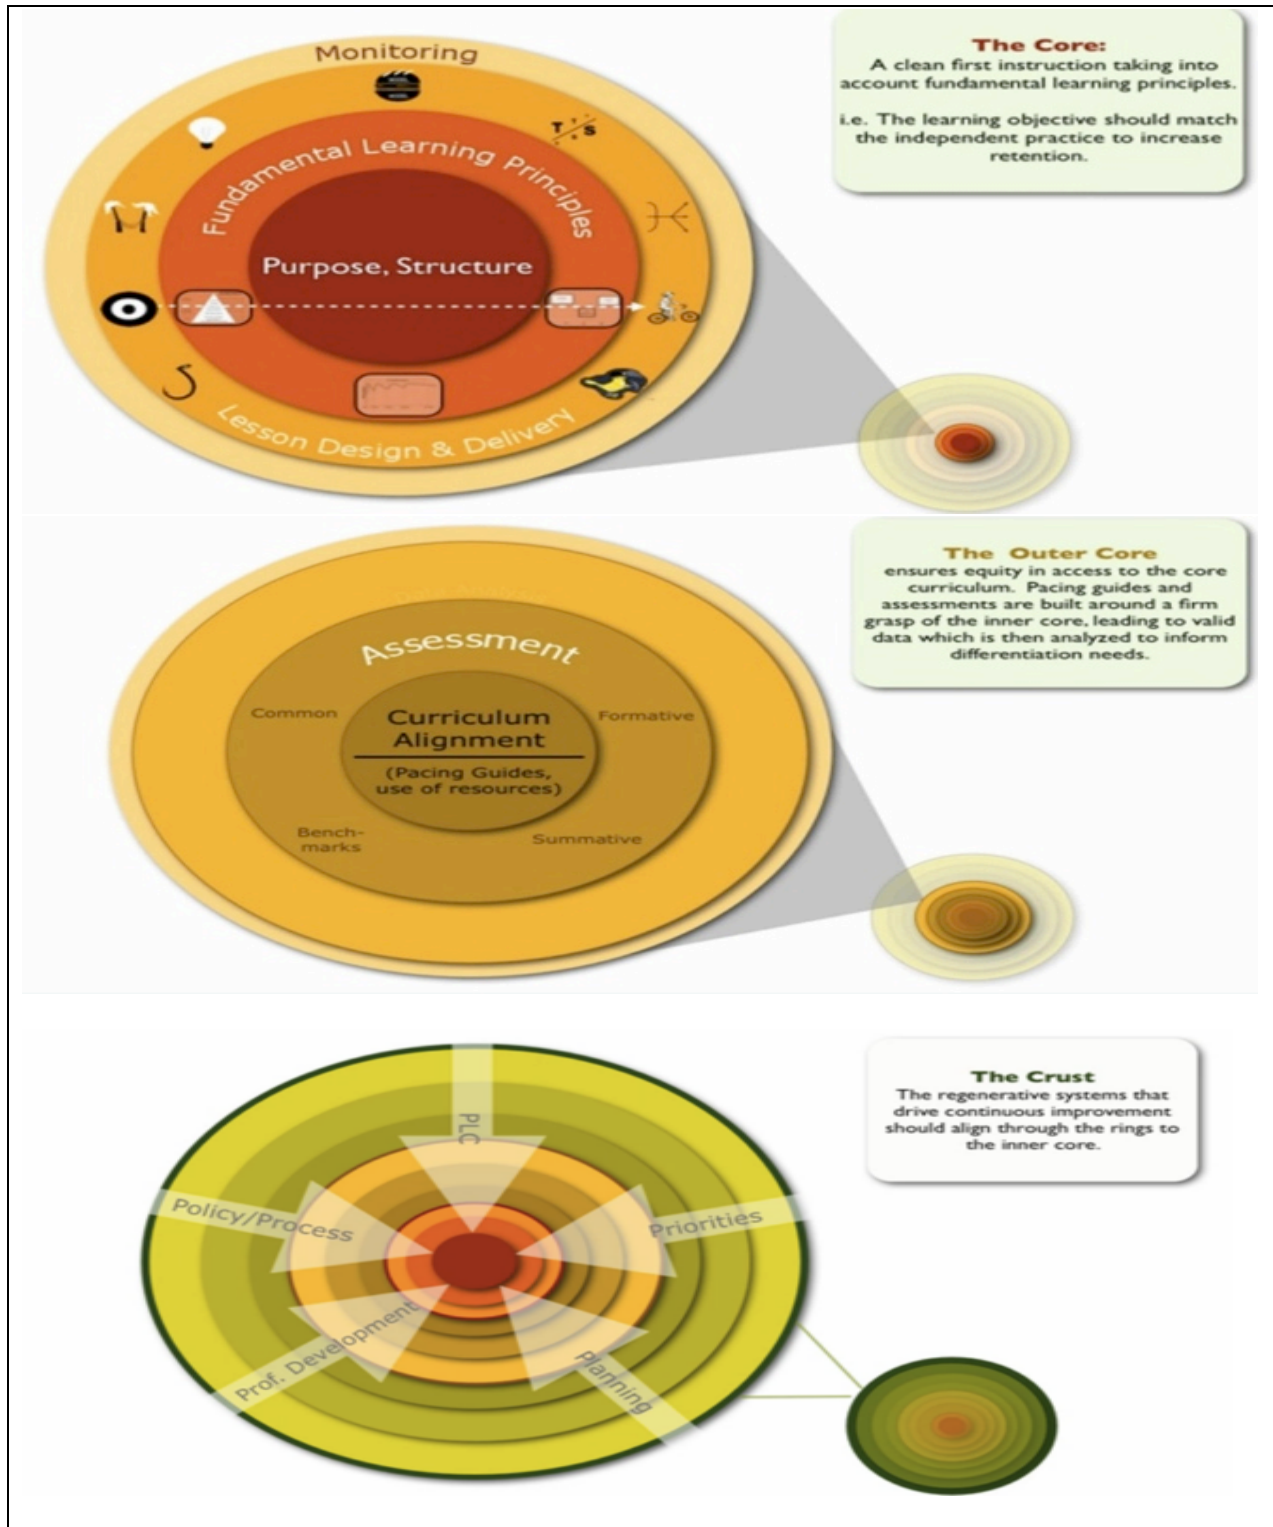 Monitoring
T S
Fundamental Learning Principles
Purpose, Structure
Lesson Design & Delivery
The Core:
A clean first instruction taking into
account fundamental learning principles.
i.e. The learning objective should match
the independent practice to increase
retention.
Assessment
Common
Formative
Curriculum
Alignment
(Pacing Guides,
use of resources)
Bench-
marks
Summative
The Outer Core
ensures equity in access to the core
curriculum. Pacing guides and
assessments are built around a firm
grasp of the inner core, leading to valid
data which is then analyzed to inform
differentiation needs.
PLC
Policy/Process
Priorities
Prof. Development
Planning
The Crust
The regenerative systems that
drive continuous improvement
should align through the rings to
the inner core.